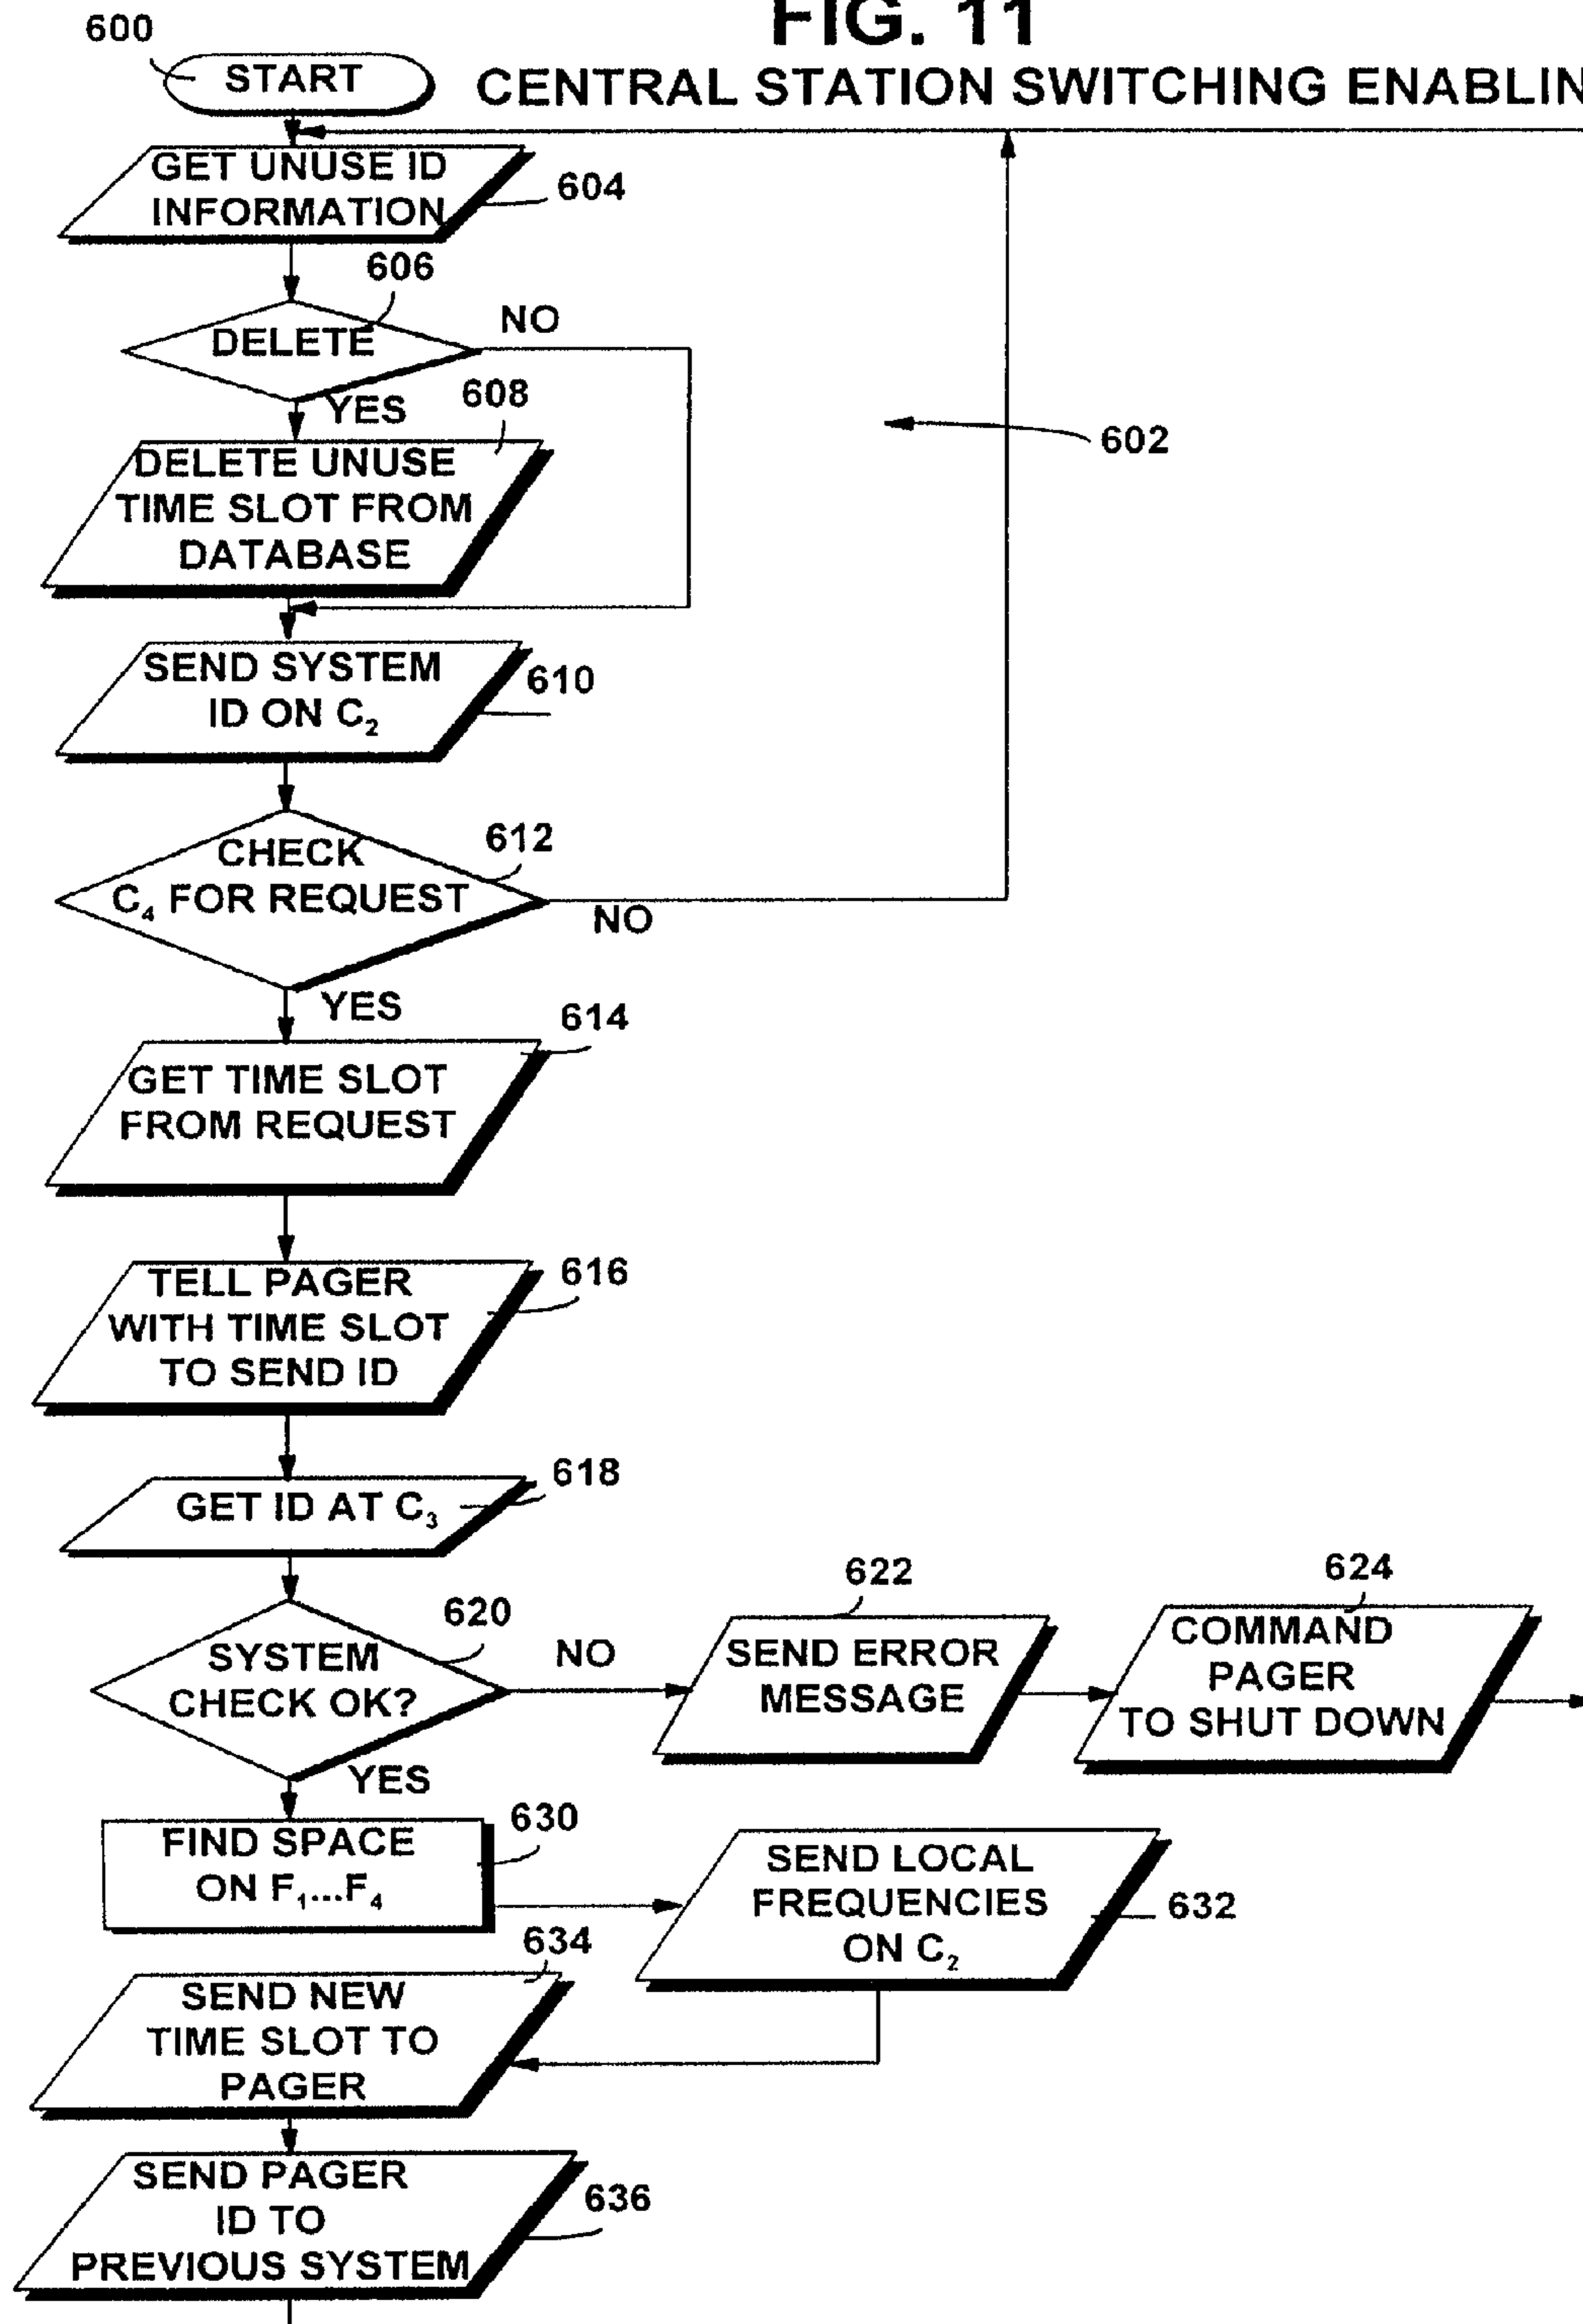 FIG. 11
CENTRAL STATION SWITCHING ENABLIN
600
START
GET UNUSE ID
INFORMATION
604
606
DELETE
NO
YES
608
DELETE UNUSE
TIME SLOT FROM
DATABASE
602
SEND SYSTEM
ID ON C₂
610
CHECK
C₄ FOR REQUEST
612
NO
YES
614
GET TIME SLOT
FROM REQUEST
TELL PAGER
WITH TIME SLOT
TO SEND ID
616
GET ID AT C₃
618
SYSTEM
CHECK OK?
620
NO
YES
622
SEND ERROR
MESSAGE
624
COMMAND
PAGER
TO SHUT DOWN
FIND SPACE
ON F₁...F₄
630
SEND LOCAL
FREQUENCIES
ON C₂
632
634
SEND NEW
TIME SLOT TO
PAGER
SEND PAGER
ID TO
PREVIOUS SYSTEM
636